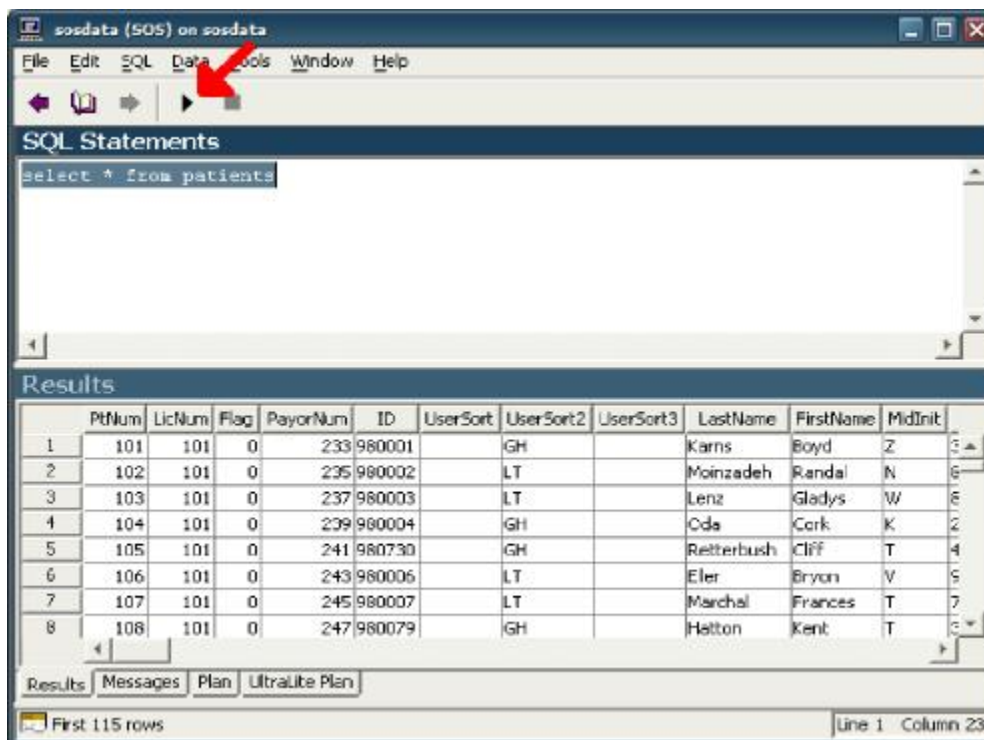 sosdata (SOS) on sosdata
File Edit SQL Data Tools Window Help
SQL Statements
select * from patients
Results
PtNum LicNum Flag PayorNum ID UserSort UserSort2 UserSort3 LastName FirstName MidInit
1 101 101 0 233 980001 GH Karns Boyd Z
2 102 101 0 235 980002 LT Moinzadeh Randal N
3 103 101 0 237 980003 LT Lenz Gladys W
4 104 101 0 239 980004 GH Oda Cork K
5 105 101 0 241 980730 GH Retterbush Cliff T
6 106 101 0 243 980006 LT Eler Bryon V
7 107 101 0 245 980007 LT Marchal Frances T
8 108 101 0 247 980079 GH Hatton Kent T
Results Messages Plan UltraLite Plan
First 115 rows Line 1 Column 23